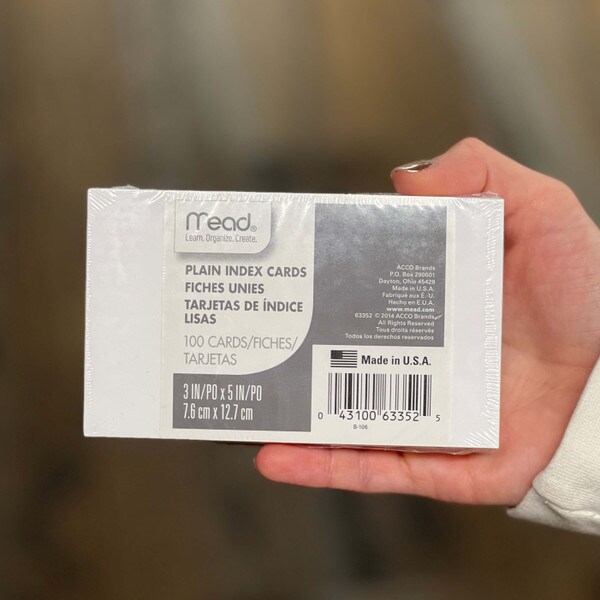 Mead®
Learn. Organize. Create.
PLAIN INDEX CARDS
FICHES UNIES
TARJETAS DE ÍNDICE
LISAS
100 CARDS/FICHES/
TARJETAS
3 IN/PO x 5 IN/PO
7.6 cm x 12.7 cm
ACCO Brands
P.O. Box 290601
Dayton, Ohio 45429
Made in U.S.A.
Fabriqué aux É.-U.
Hecho en E.U.A.
www.mead.com
63352 © 2014 ACCO Brands
All Rights Reserved
Tous droits réservés
Todos los derechos reservados
Made in U.S.A.
0 43100 63352 5
B-106